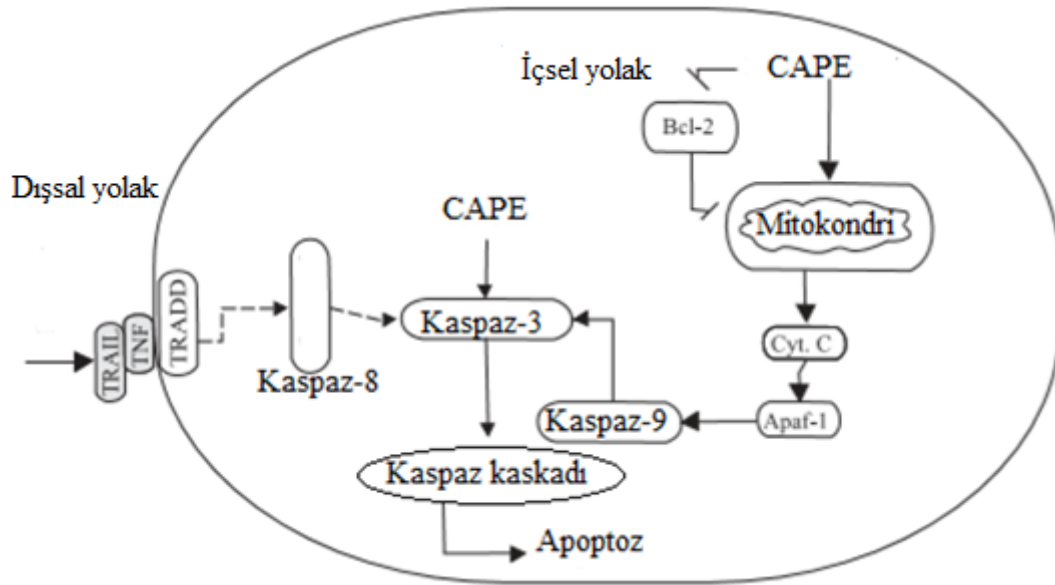 İçsel yolak
CAPE
Bcl-2
Dışsal yolak
CAPE
Mitokondri
TRAIL
TNF
TRADD
Kaspaz-3
Kaspaz-8
Cyt. C
Kaspaz-9
Apaf-1
Kaspaz kaskadı
Apoptoz